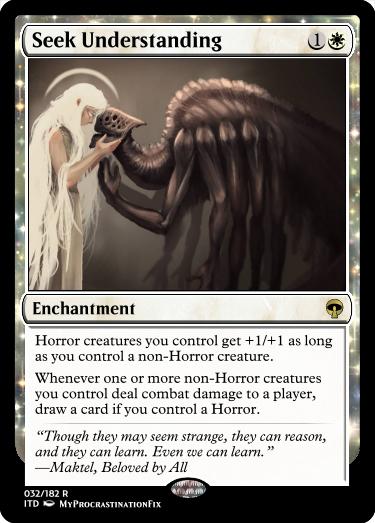 Seek Understanding 1
Enchantment
Horror creatures you control get +1/+1 as long
as you control a non-Horror creature.
Whenever one or more non-Horror creatures
you control deal combat damage to a player,
draw a card if you control a Horror.
“Though they may seem strange, they can reason,
and they can learn. Even we can learn.”
—Maktel, Beloved by All
032/182 R
ITD MyProcrastinationFix